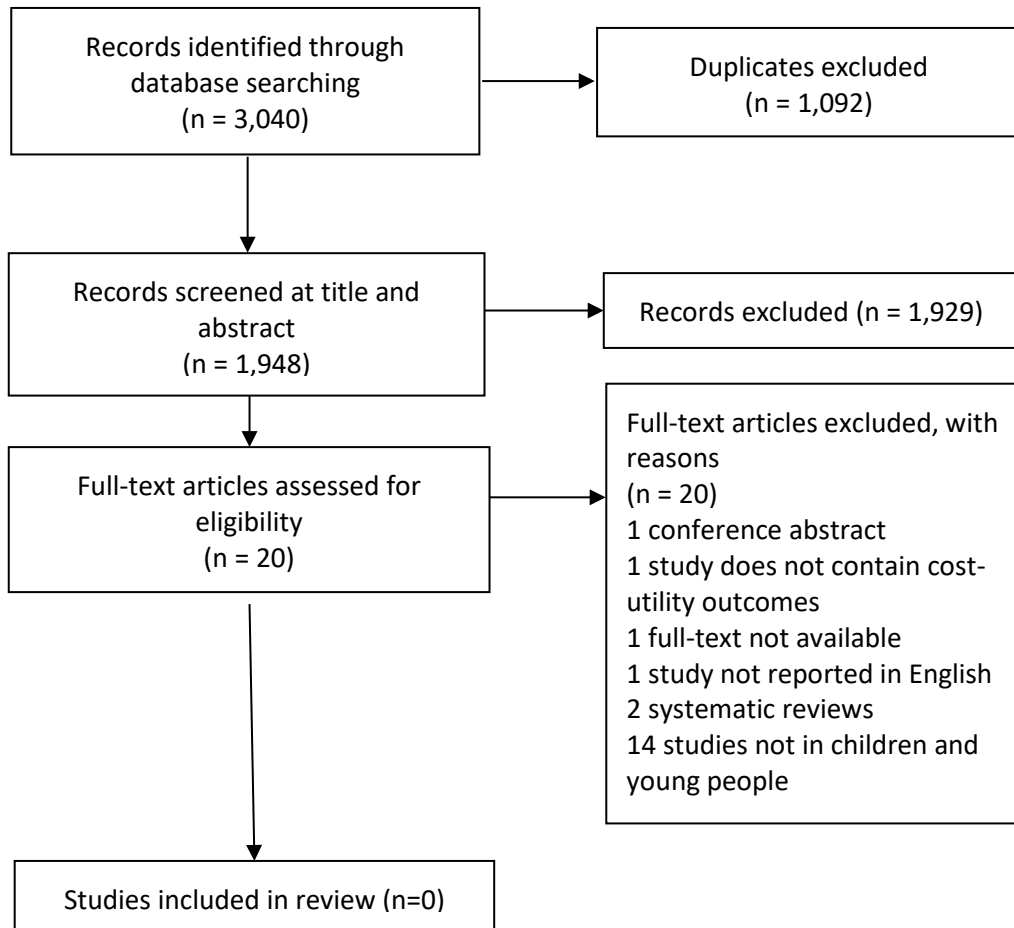 Records identified through
database searching
(n = 3,040)
Duplicates excluded
(n = 1,092)
Records screened at title and
abstract
(n = 1,948)
Records excluded (n = 1,929)
Full-text articles assessed for
eligibility
(n = 20)
Full-text articles excluded, with
reasons
(n = 20)
1 conference abstract
1 study does not contain cost-
utility outcomes
1 full-text not available
1 study not reported in English
2 systematic reviews
14 studies not in children and
young people
Studies included in review (n=0)